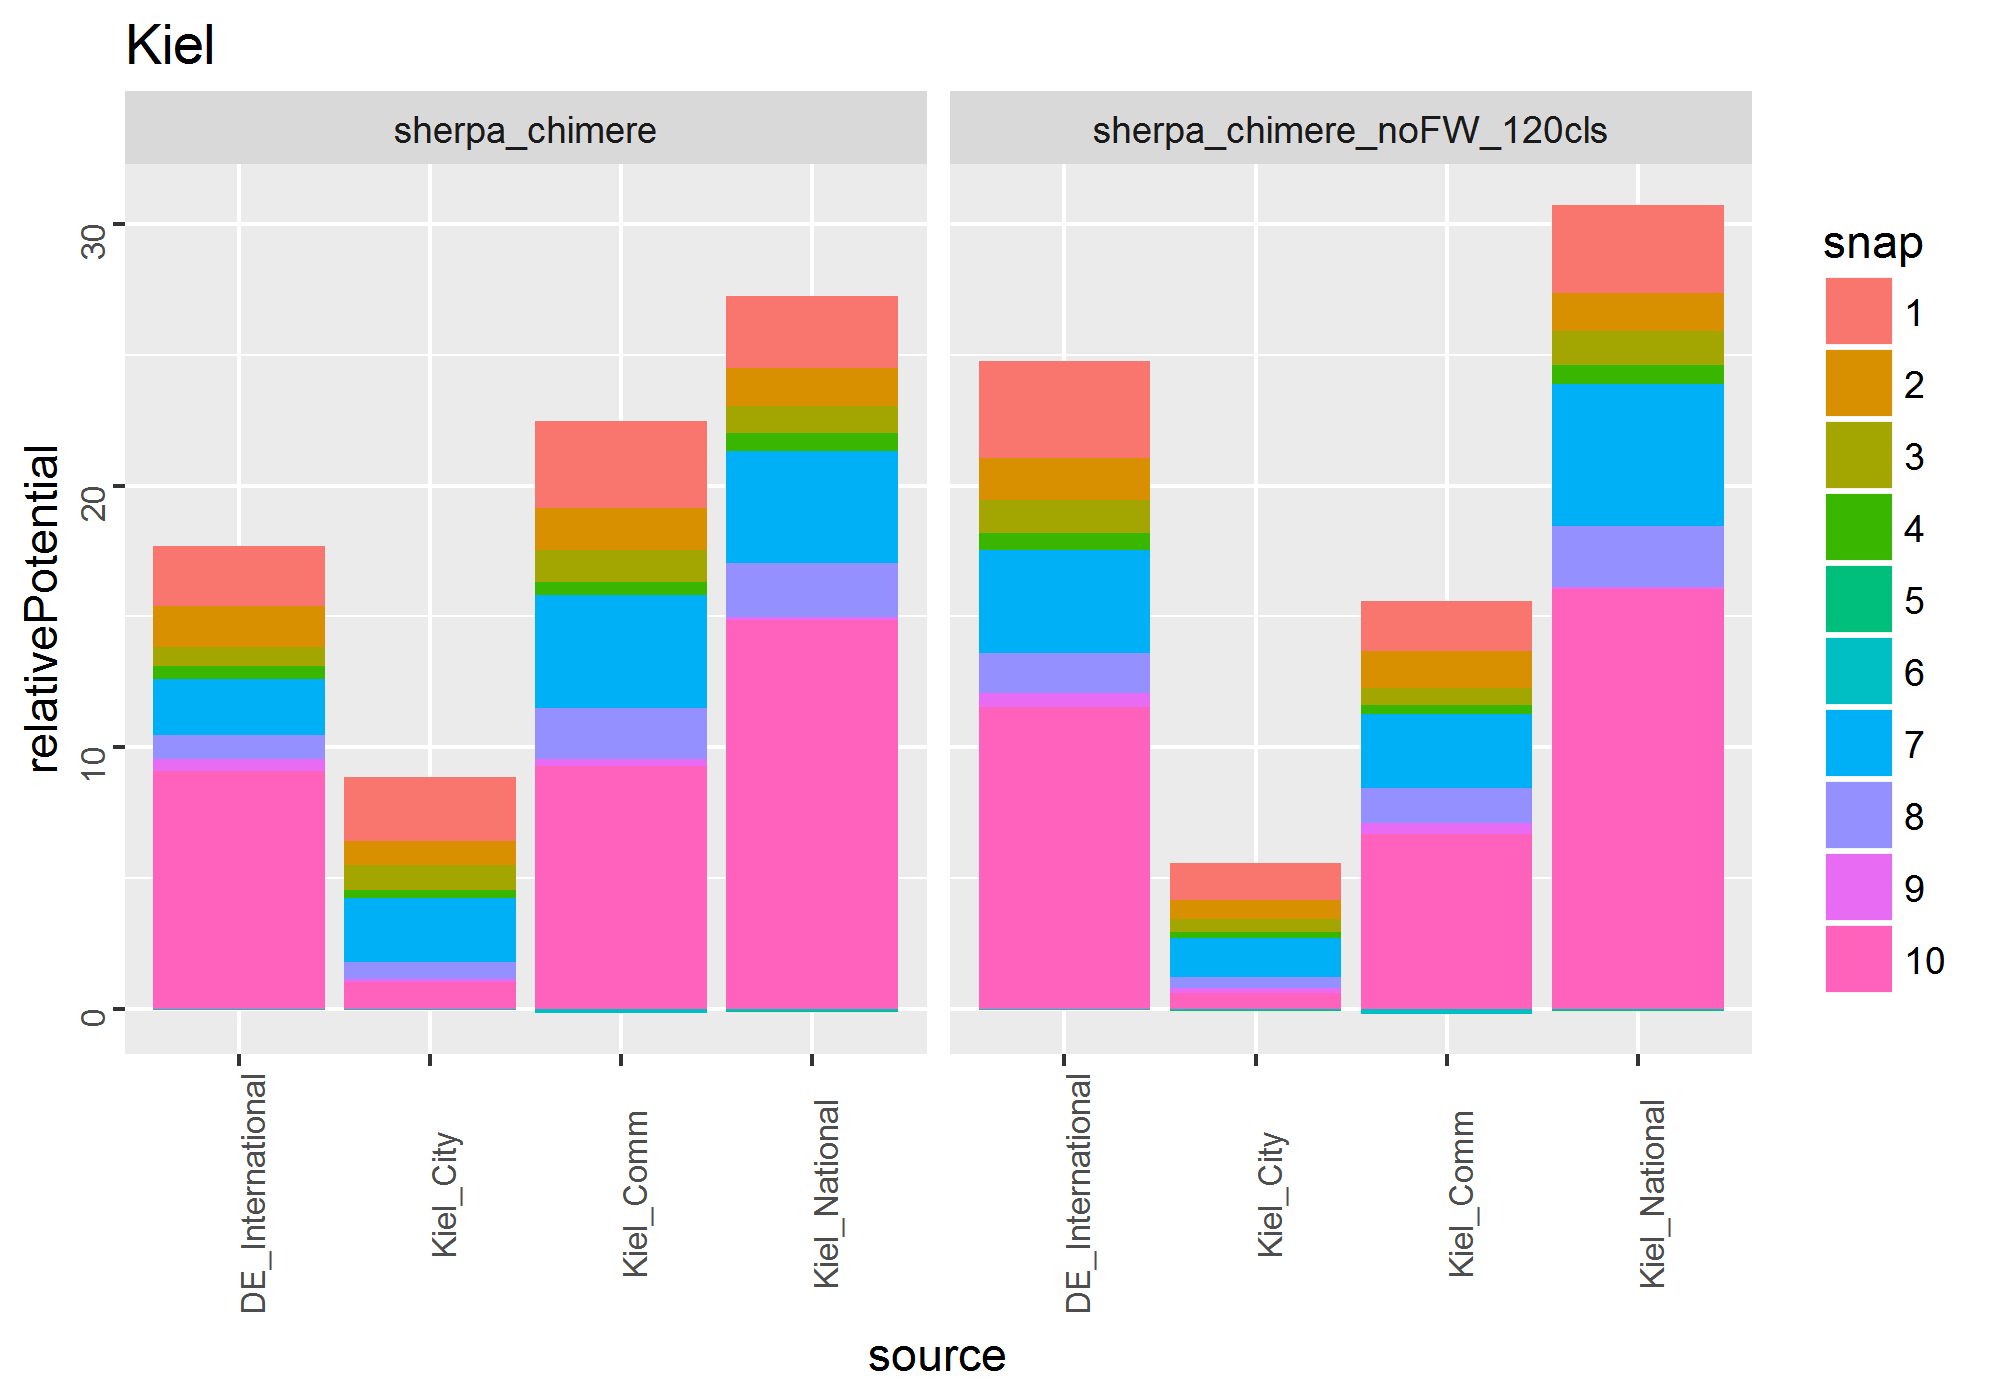 Kiel
sherpa_chimere
sherpa_chimere_noFW_120cls
relativePotential
30
20
10
0
DE_International
Kiel_City
Kiel_Comm
Kiel_National
DE_International
Kiel_City
Kiel_Comm
Kiel_National
source
snap
1
2
3
4
5
6
7
8
9
10